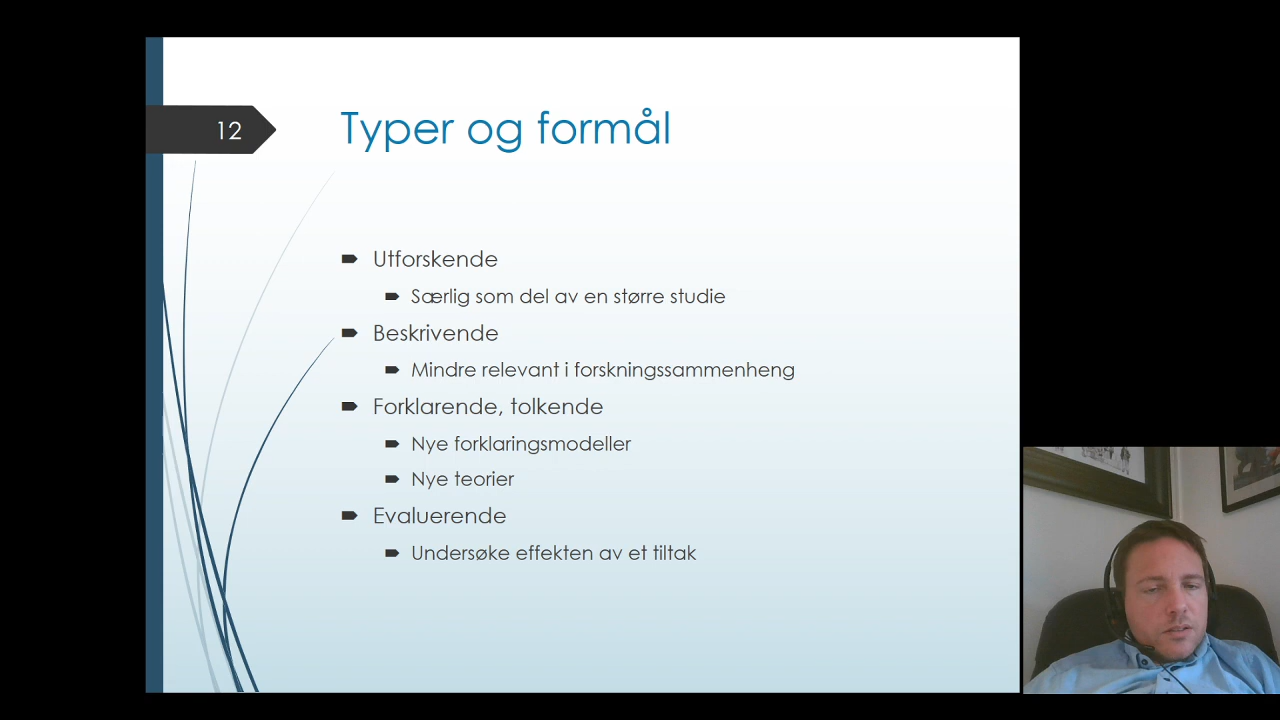 12
Typer og formål
Utforskende
Særlig som del av en større studie
Beskrivende
Mindre relevant i forskningssammenheng
Forklarende, tolkende
Nye forklaringsmodeller
Nye teorier
Evaluerende
Undersøke effekten av et tiltak